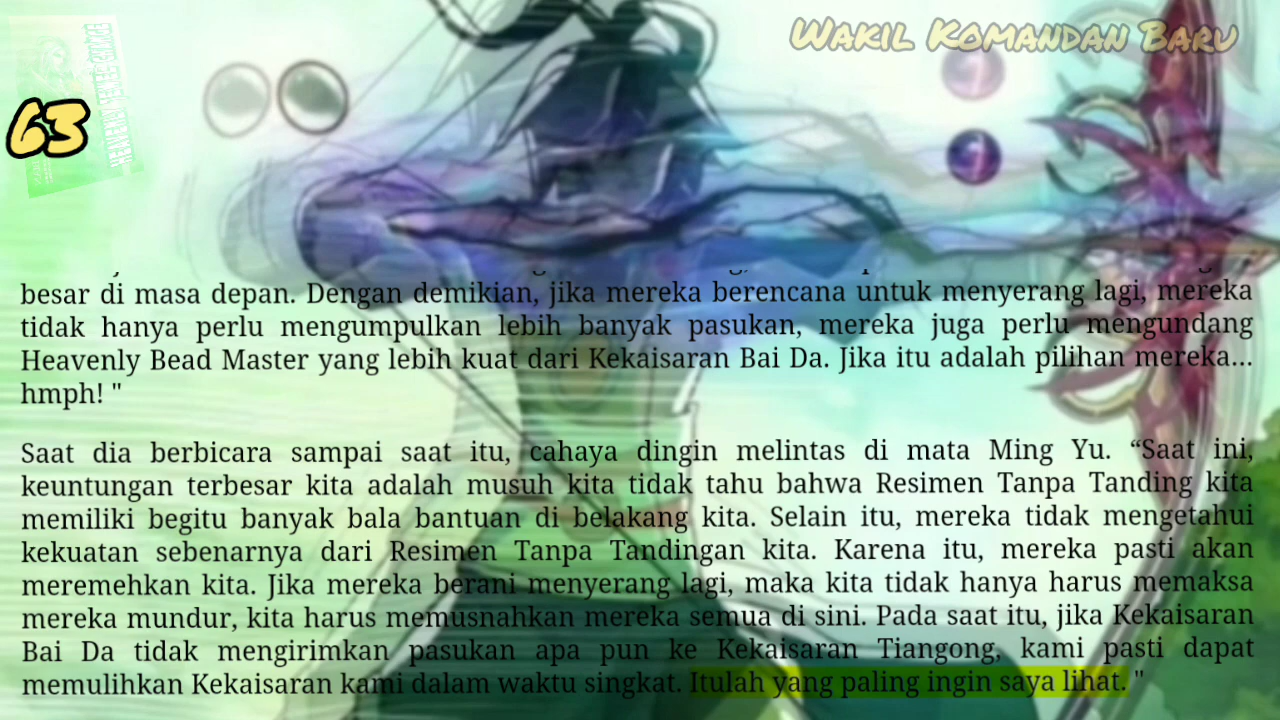 Wakil Komandan Baru
63
HEAVENLY JEWEL CHANGE
besar di masa depan. Dengan demikian, jika mereka berencana untuk menyerang lagi, mereka
tidak hanya perlu mengumpulkan lebih banyak pasukan, mereka juga perlu mengundang
Heavenly Bead Master yang lebih kuat dari Kekaisaran Bai Da. Jika itu adalah pilihan mereka...
hmph! "
Saat dia berbicara sampai saat itu, cahaya dingin melintas di mata Ming Yu. “Saat ini,
keuntungan terbesar kita adalah musuh kita tidak tahu bahwa Resimen Tanpa Tanding kita
memiliki begitu banyak bala bantuan di belakang kita. Selain itu, mereka tidak mengetahui
kekuatan sebenarnya dari Resimen Tanpa Tandingan kita. Karena itu, mereka pasti akan
meremehkan kita. Jika mereka berani menyerang lagi, maka kita tidak hanya harus memaksa
mereka mundur, kita harus memusnahkan mereka semua di sini. Pada saat itu, jika Kekaisaran
Bai Da tidak mengirimkan pasukan apa pun ke Kekaisaran Tiangong, kami pasti dapat
memulihkan Kekaisaran kami dalam waktu singkat. Itulah yang paling ingin saya lihat. "